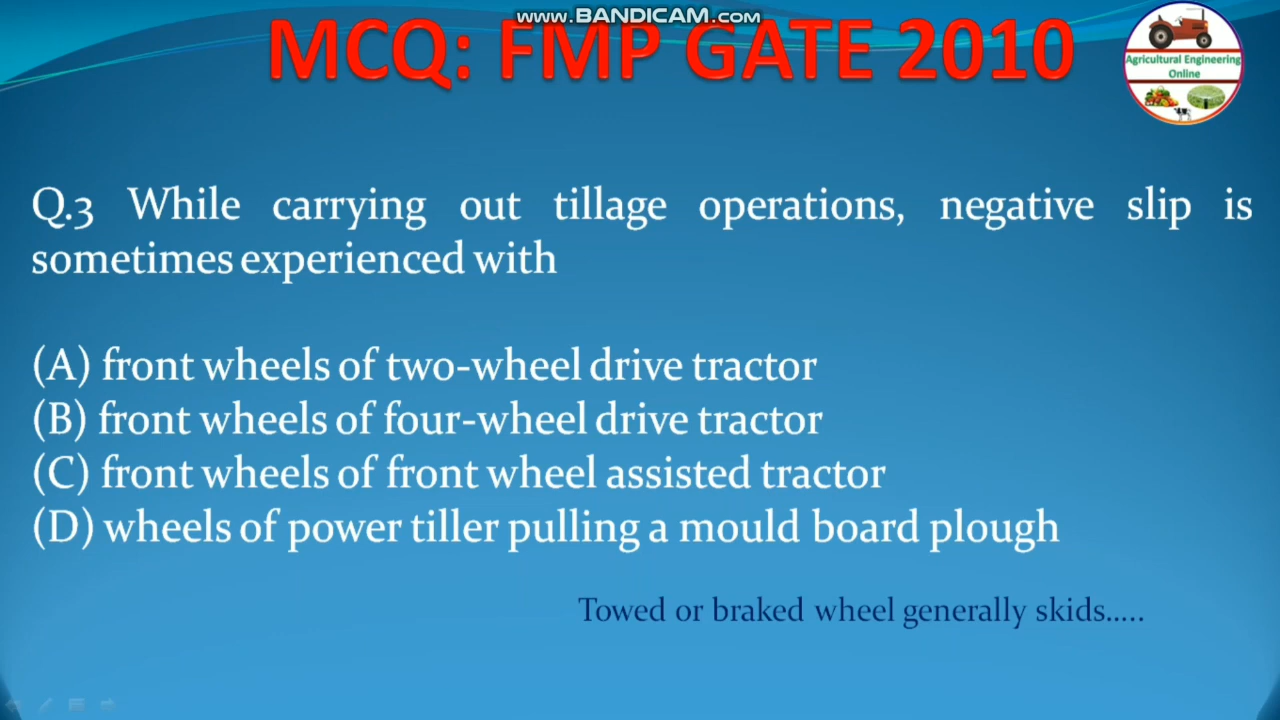 www.BANDICAM.com
MCQ: FMP GATE 2010
Agricultural Engineering
Online
Q.3 While carrying out tillage operations, negative slip is
sometimes experienced with
(A) front wheels of two-wheel drive tractor
(B) front wheels of four-wheel drive tractor
(C) front wheels of front wheel assisted tractor
(D) wheels of power tiller pulling a mould board plough
Towed or braked wheel generally skids.....